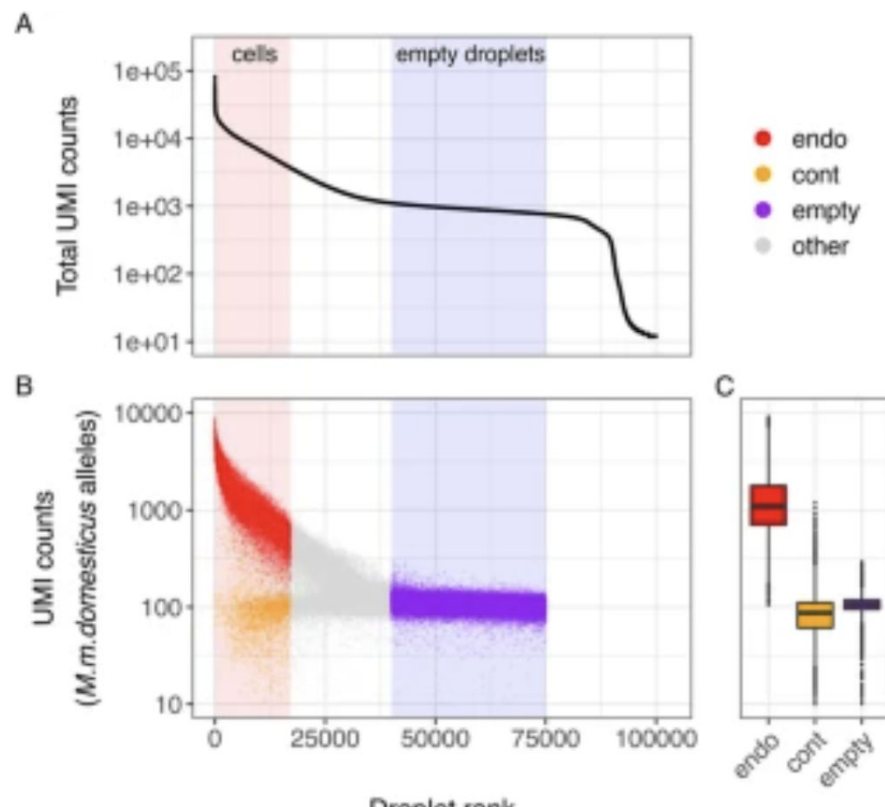 A
cells
empty droplets
Total UMI counts
1e+05
1e+04
1e+03
1e+02
1e+01
endo
cont
empty
other
B
UMI counts
(M.m.domesticus alleles)
10000
1000
100
10
0
25000
50000
75000
100000
Droplet rank
C
endo
cont
empty